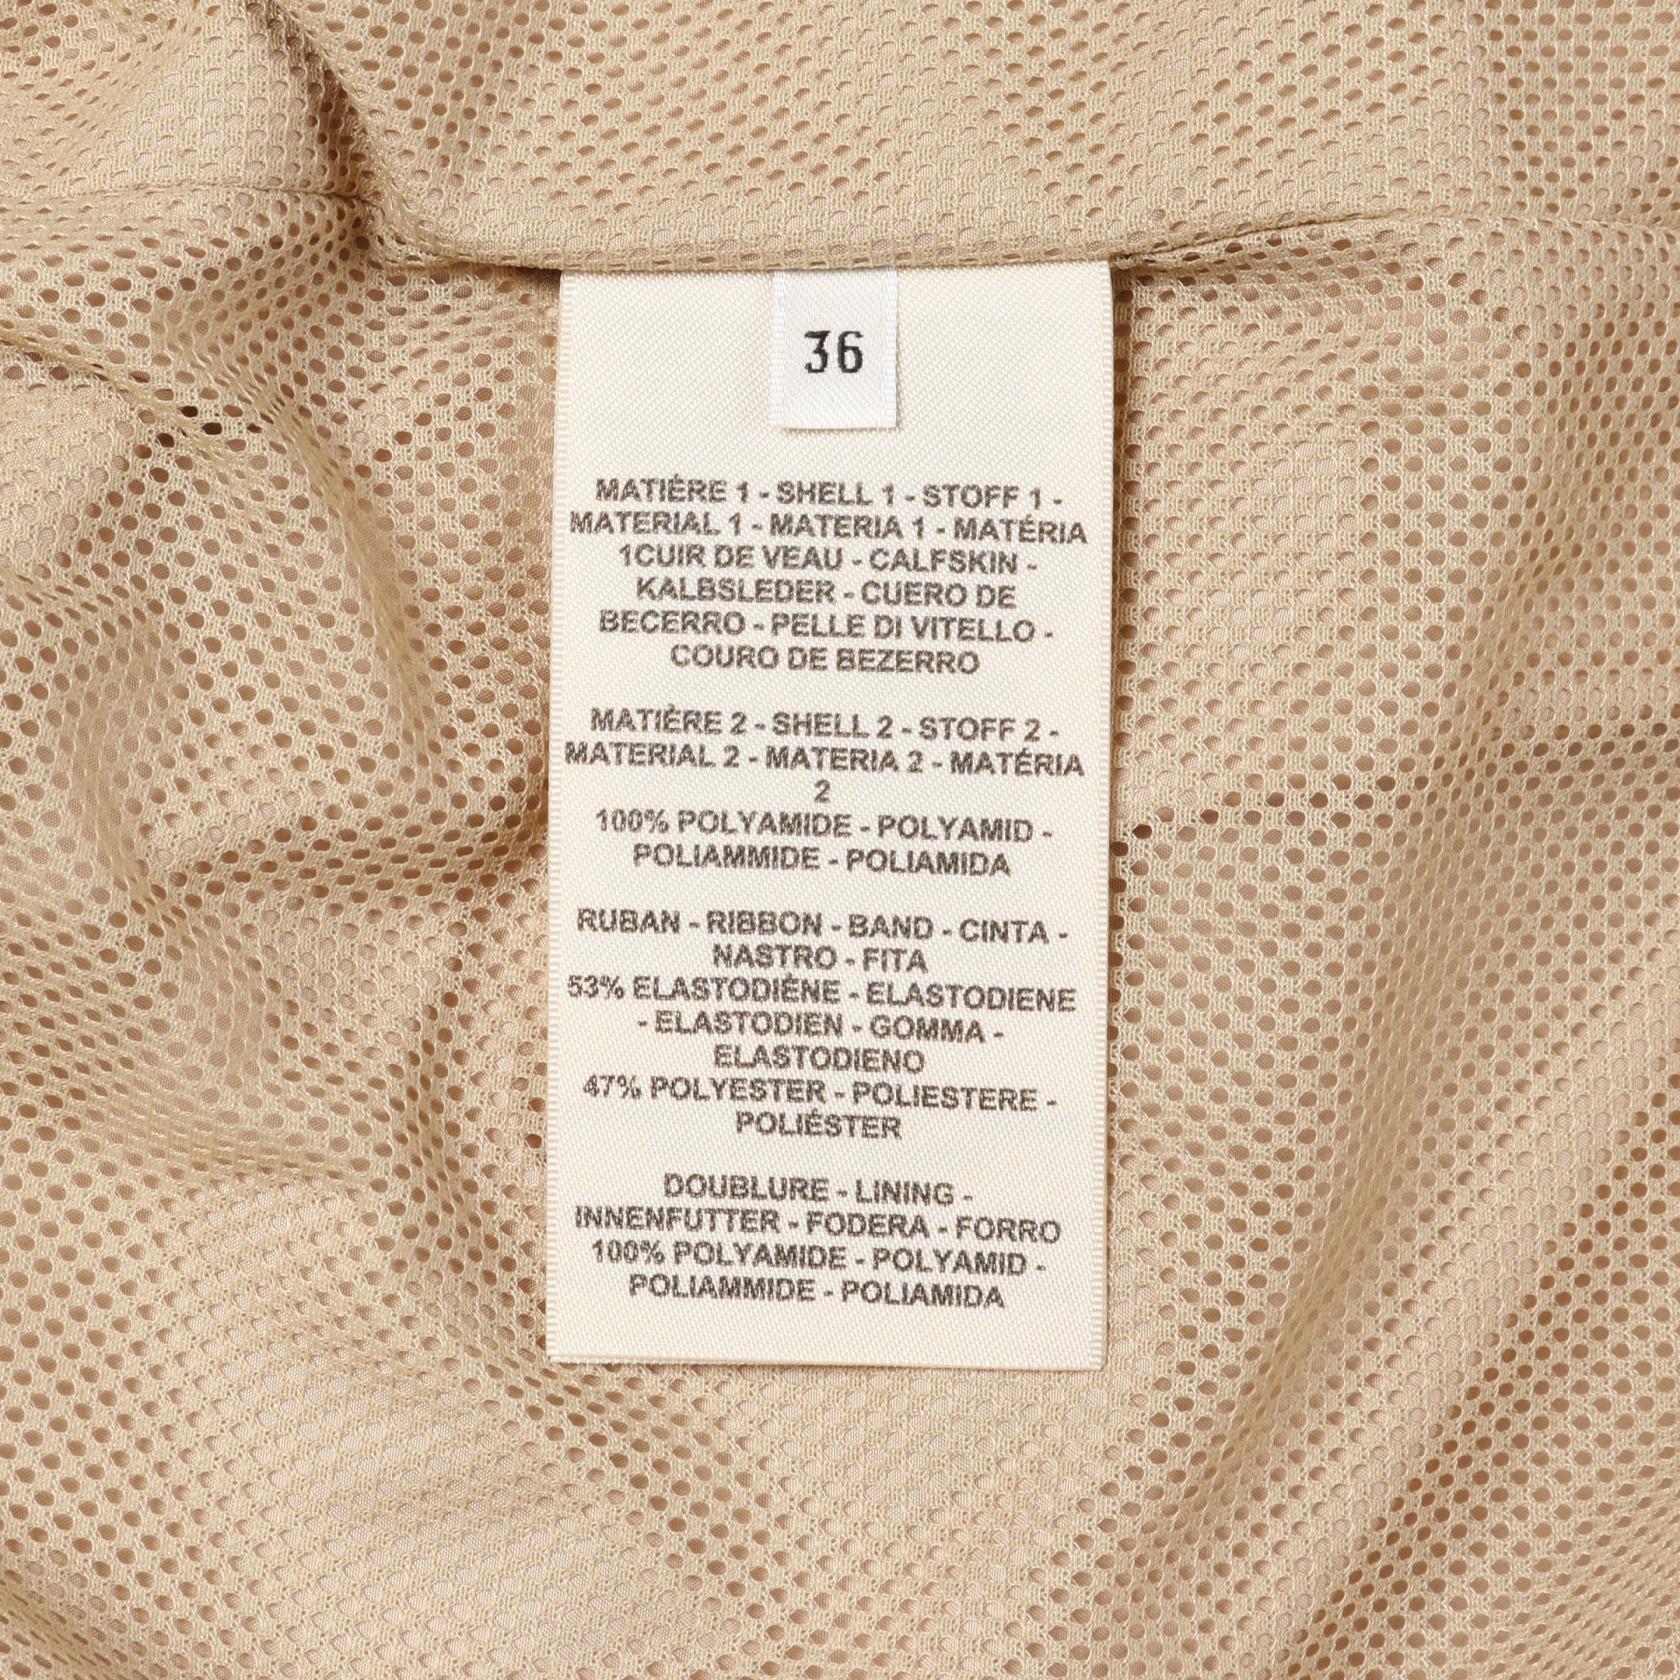 36
MATIÈRE 1 - SHELL 1 - STOFF 1 -
MATERIAL 1 - MATERIA 1 - MATÉRIA
1CUIR DE VEAU - CALFSKIN -
KALBSLEDER - CUERO DE
BECERRO - PELLE DI VITELLO -
COURO DE BEZERRO
MATIÈRE 2 - SHELL 2 - STOFF 2 -
MATERIAL 2 - MATERIA 2 - MATÉRIA
2
100% POLYAMIDE - POLYAMID -
POLIAMMIDE - POLIAMIDA
RUBAN - RIBBON - BAND - CINTA -
NASTRO - FITA
53% ELASTODIÈNE - ELASTODIENE
- ELASTODIEN - GOMMA -
ELASTODIENO
47% POLYESTER - POLIESTERE -
POLIÉSTER
DOUBLURE - LINING -
INNENFUTTER - FODERA - FORRO
100% POLYAMIDE - POLYAMID -
POLIAMMIDE - POLIAMIDA